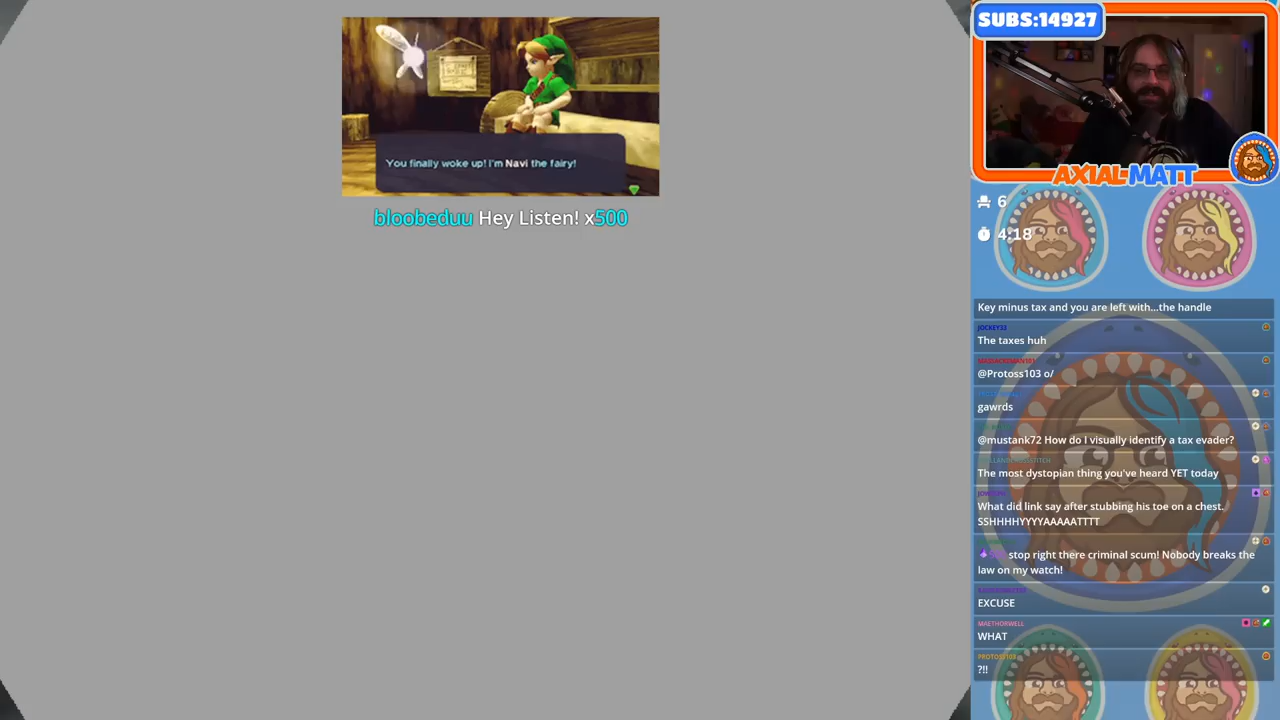 SUBS:14927
You finally woke up! I'm Navi the fairy!
bloobeduu Hey Listen! x500
AXIAL MATT
6
4:18
Key minus tax and you are left with...the handle
JOCKEY33
The taxes huh
@Protoss103 o/
gawrds
@mustank72 How do I visually identify a tax evader?
The most dystopian thing you've heard YET today
What did link say after stubbing his toe on a chest.
SSHHHHYYYYAAAAATTTT
stop right there criminal scum! Nobody breaks the
law on my watch!
EXCUSE
MAETHORWELL
WHAT
PROTOSS103
?!!